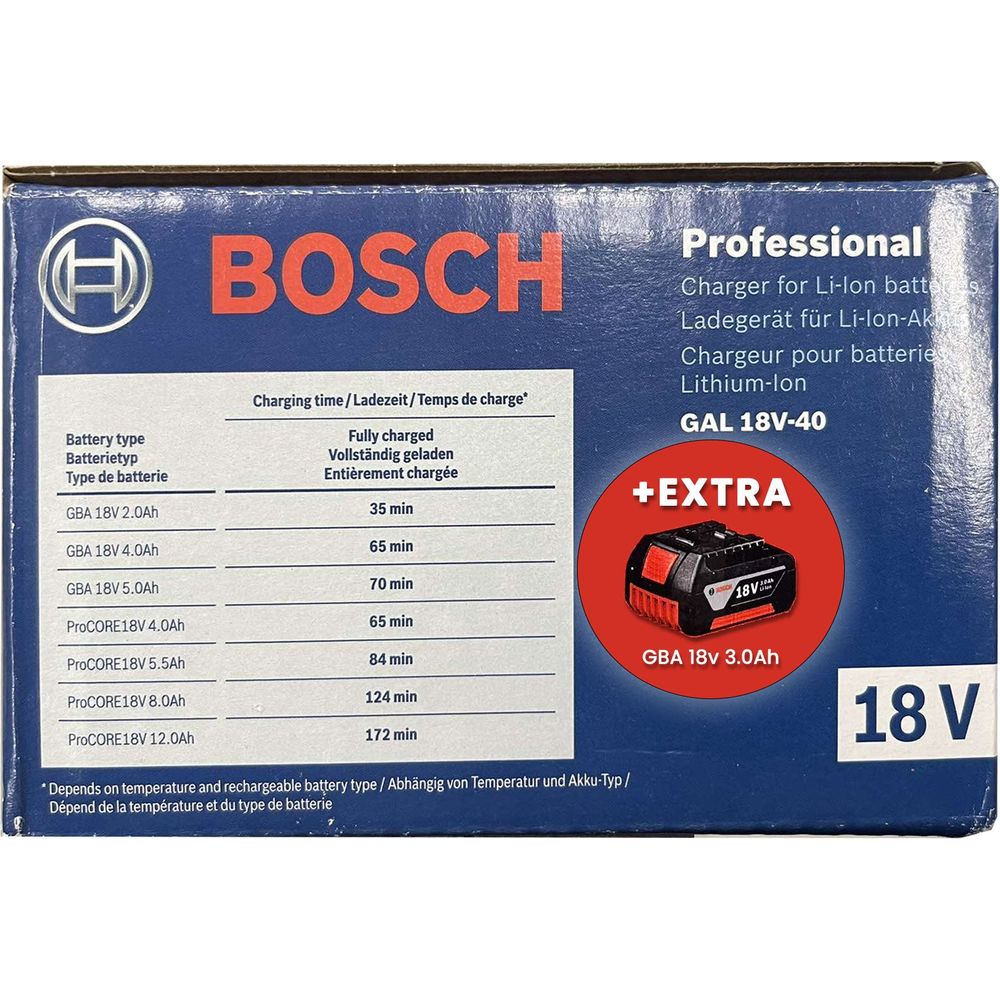 BOSCH
Professional
Charger for Li-Ion batteries
Ladegerät für Li-Ion-Akku
Chargeur pour batteries
Lithium-Ion
GAL 18V-40
Charging time / Ladezeit / Temps de charge*
Battery type
Batterietyp
Type de batterie
Fully charged
Vollständig geladen
Entièrement chargée
GBA 18V 2.0Ah 35 min
GBA 18V 4.0Ah 65 min
GBA 18V 5.0Ah 70 min
ProCORE18V 4.0Ah 65 min
ProCORE18V 5.5Ah 84 min
ProCORE18V 8.0Ah 124 min
ProCORE18V 12.0Ah 172 min
*Depends on temperature and rechargeable battery type / Abhängig von Temperatur und Akku-Typ /
Dépend de la température et du type de batterie
+EXTRA
BOSCH
18V 3.0Ah
Li-Ion
GBA 18v 3.0Ah
18 V